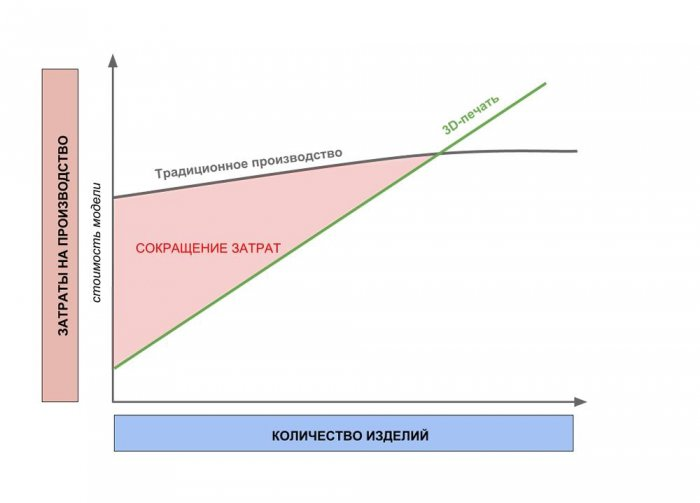 ЗАТРАТЫ НА ПРОИЗВОДСТВО
стоимость модели
Традиционное производство
3D-печать
СОКРАЩЕНИЕ ЗАТРАТ
КОЛИЧЕСТВО ИЗДЕЛИЙ